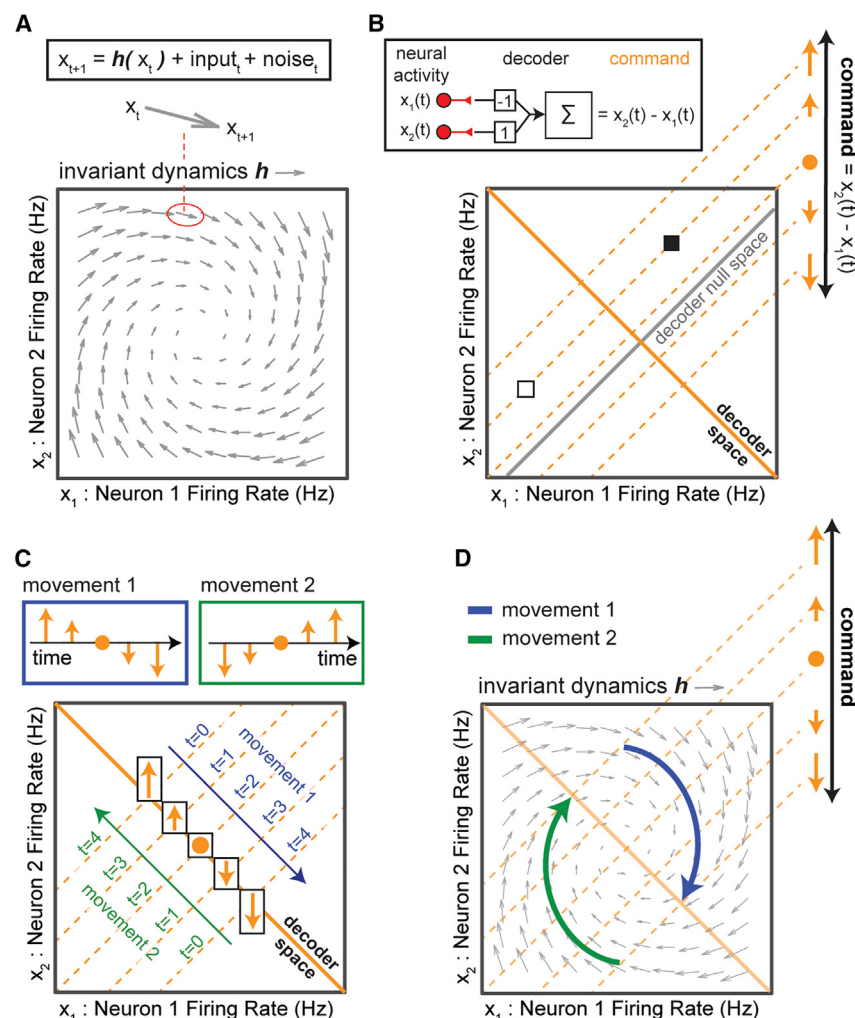 A
x_{t+1} = h( x_t ) + input_t + noise_t
x_t
x_{t+1}
invariant dynamics h
x_2 : Neuron 2 Firing Rate (Hz)
x_1 : Neuron 1 Firing Rate (Hz)
B
neural activity
decoder
command
x_1(t)
-1
x_2(t)
1
Σ
= x_2(t) - x_1(t)
command = x_2(t) - x_1(t)
decoder null space
decoder space
x_2 : Neuron 2 Firing Rate (Hz)
x_1 : Neuron 1 Firing Rate (Hz)
C
movement 1
movement 2
time
time
t=0
t=1
t=2
t=3
t=4
movement 1
t=4
t=3
t=2
t=1
t=0
movement 2
decoder space
x_2 : Neuron 2 Firing Rate (Hz)
x_1 : Neuron 1 Firing Rate (Hz)
D
movement 1
movement 2
invariant dynamics h
command
x_2 : Neuron 2 Firing Rate (Hz)
x_1 : Neuron 1 Firing Rate (Hz)